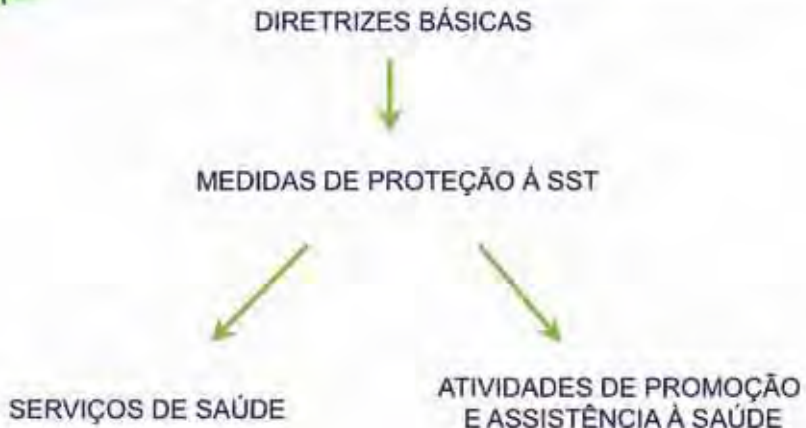 DIRETRIZES BÁSICAS
MEDIDAS DE PROTEÇÃO À SST
SERVIÇOS DE SAÚDE
ATIVIDADES DE PROMOÇÃO
E ASSISTÊNCIA À SAÚDE